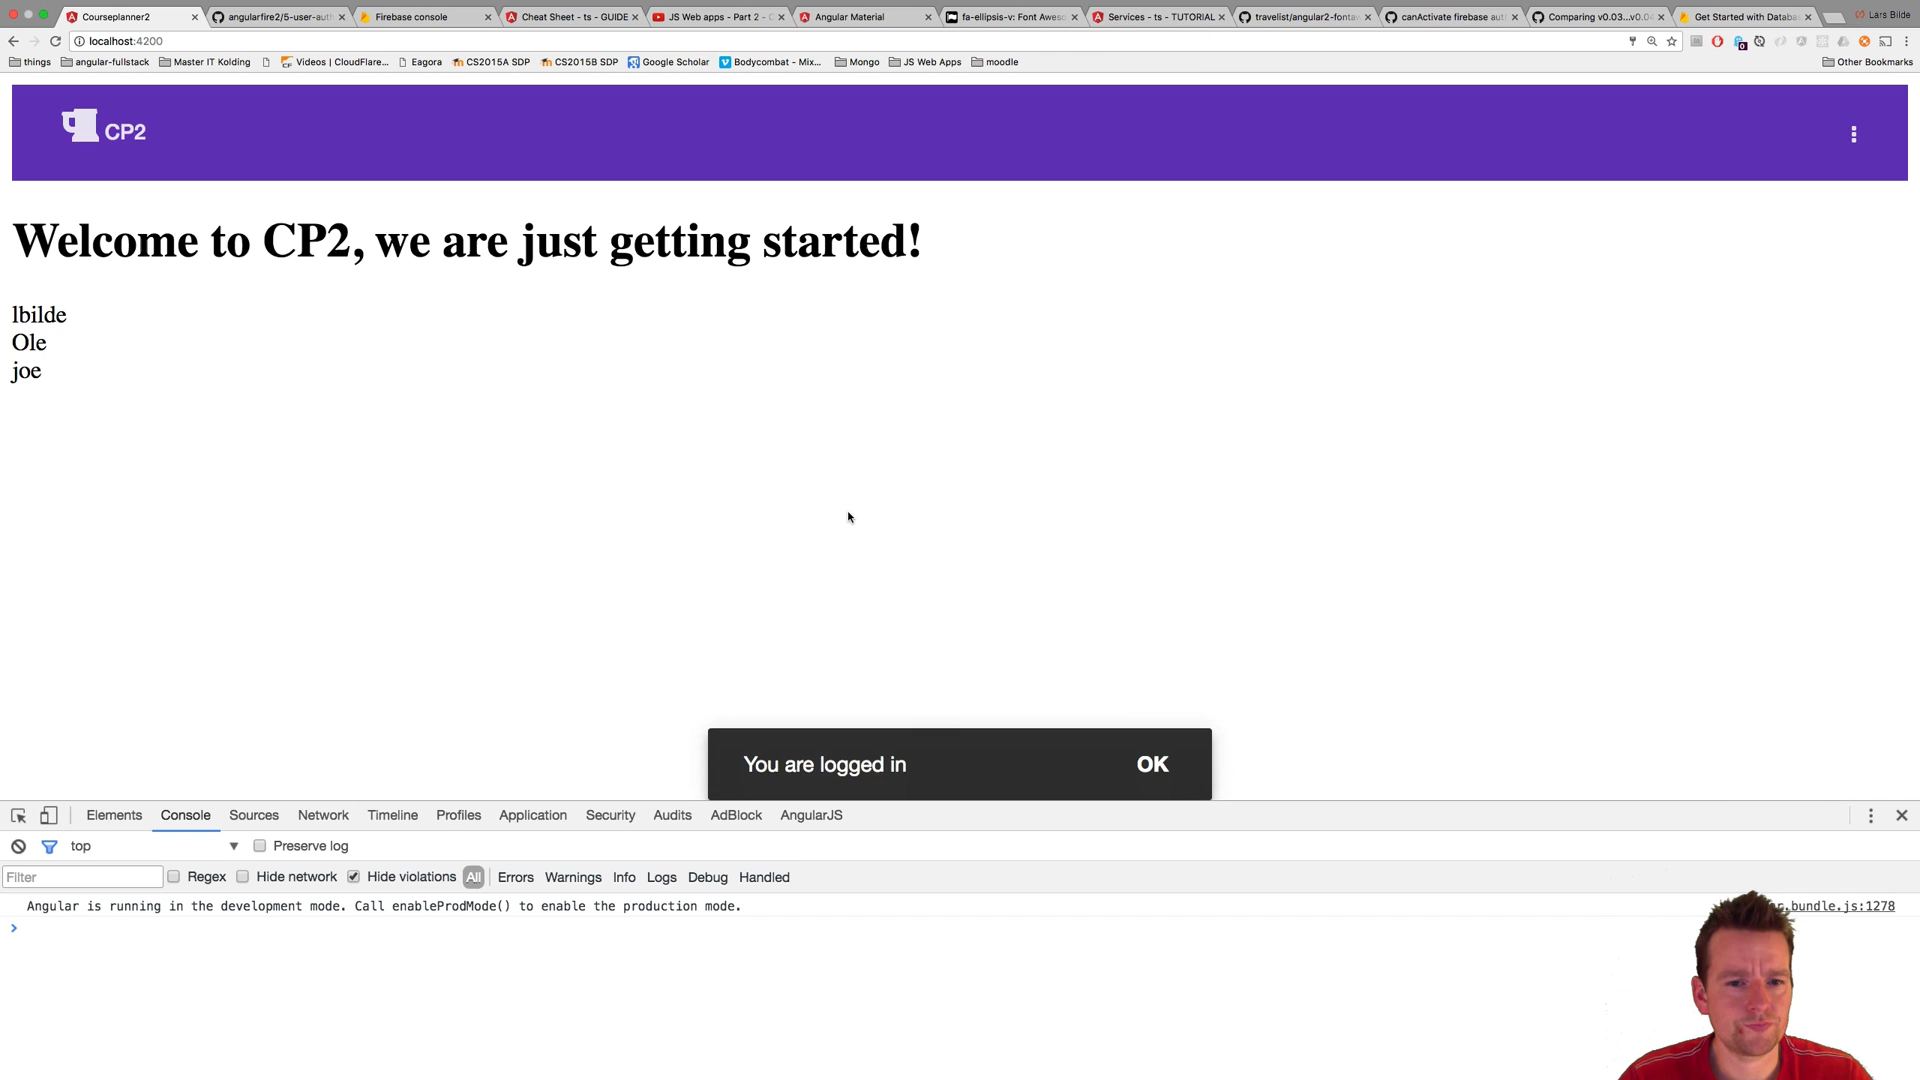 Courseplanner2
angularfire2/5-user-auth
Firebase console
Cheat Sheet - ts - GUIDE
JS Web apps - Part 2 -
Angular Material
fa-ellipsis-v: Font Aweso
Services - ts - TUTORIAL
travelist/angular2-fontaw
canActivate firebase aut
Comparing v0.03...v0.04
Get Started with Databa
Lars Bilde
localhost:4200
0
things
angular-fullstack
Master IT Kolding
Videos | CloudFlare...
Eagora
CS2015A SDP
CS2015B SDP
Google Scholar
Bodycombat - Mix...
Mongo
JS Web Apps
moodle
Other Bookmarks
CP2
Welcome to CP2, we are just getting started!
lbilde
Ole
joe
You are logged in
OK
Elements
Console
Sources
Network
Timeline
Profiles
Application
Security
Audits
AdBlock
AngularJS
top
Preserve log
Filter
Regex
Hide network
Hide violations
All
Errors
Warnings
Info
Logs
Debug
Handled
Angular is running in the development mode. Call enableProdMode() to enable the production mode.
.bundle.js:1278